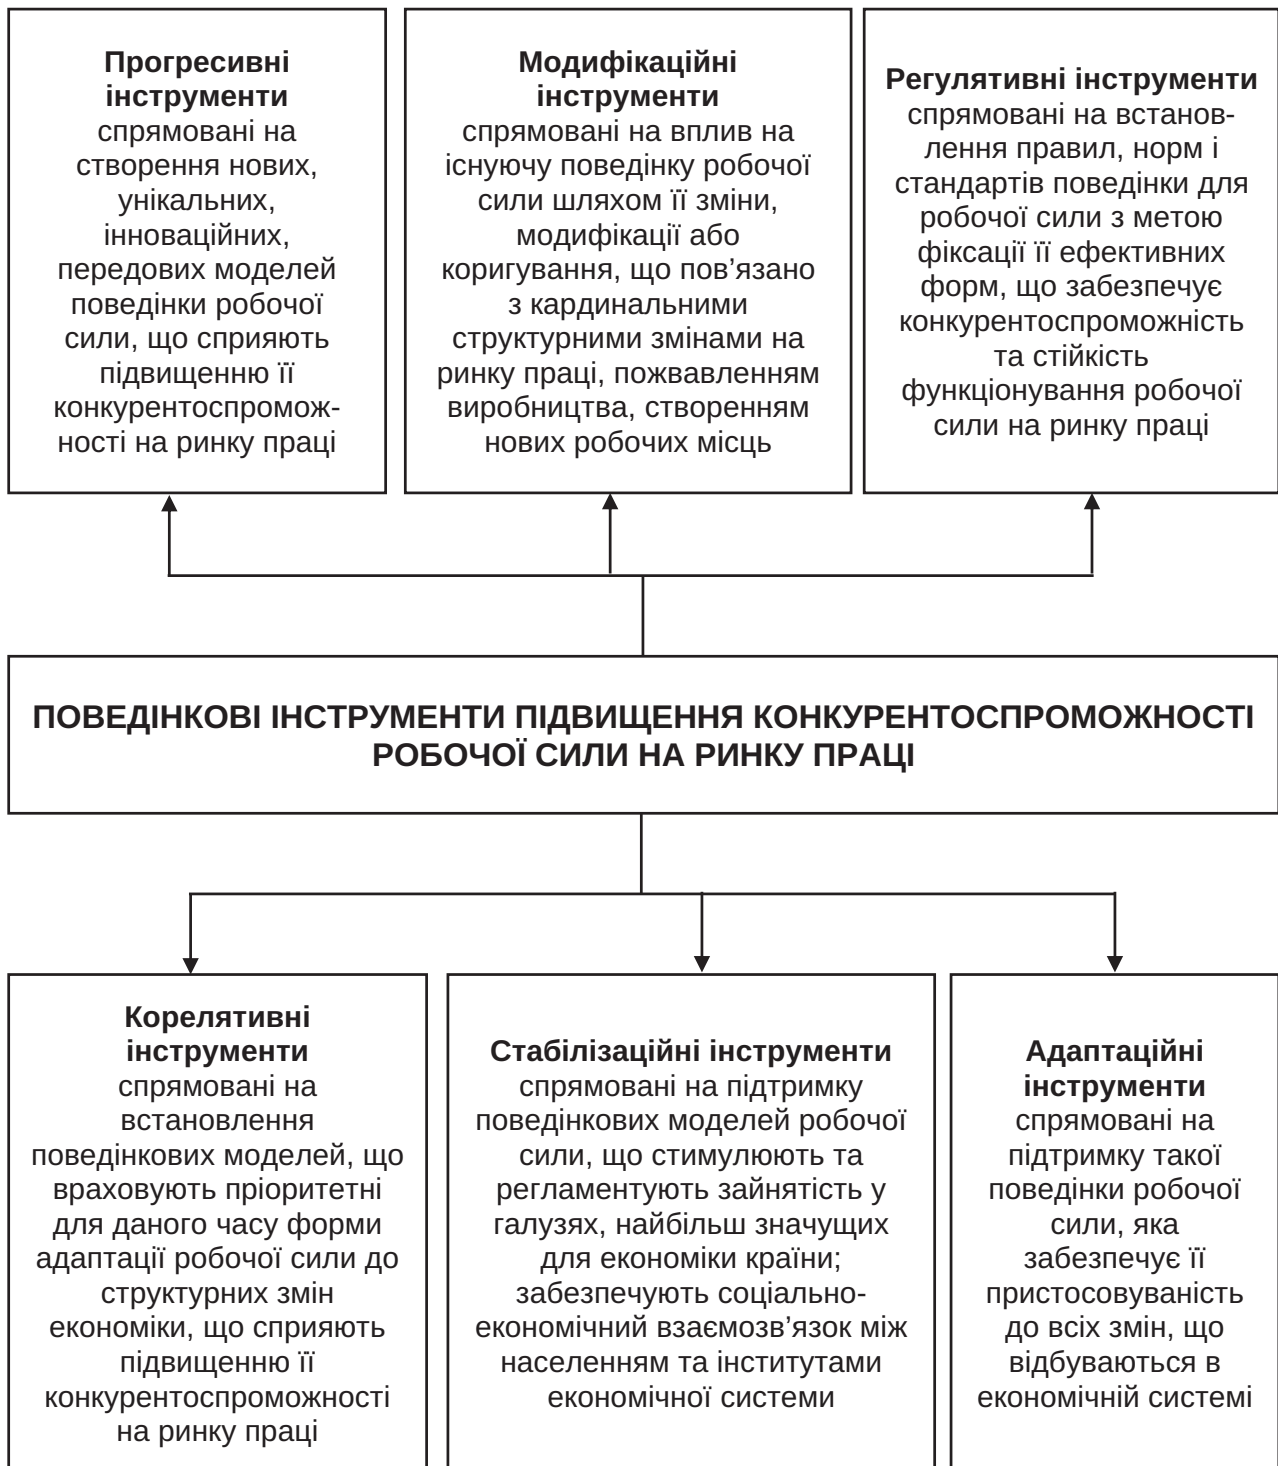 Прогресивні
інструменти
спрямовані на
створення нових,
унікальних,
інноваційних,
передових моделей
поведінки робочої
сили, що сприяють
підвищенню її
конкурентоспромож-
ності на ринку праці
Модифікаційні
інструменти
спрямовані на вплив на
існуючу поведінку робочої
сили шляхом її зміни,
модифікації або
коригування, що пов’язано
з кардинальними
структурними змінами на
ринку праці, пожвавленням
виробництва, створенням
нових робочих місць
Регулятивні інструменти
спрямовані на встанов-
лення правил, норм і
стандартів поведінки для
робочої сили з метою
фіксації її ефективних
форм, що забезпечує
конкурентоспроможність
та стійкість
функціонування робочої
сили на ринку праці
ПОВЕДІНКОВІ ІНСТРУМЕНТИ ПІДВИЩЕННЯ КОНКУРЕНТОСПРОМОЖНОСТІ
РОБОЧОЇ СИЛИ НА РИНКУ ПРАЦІ
Корелятивні
інструменти
спрямовані на
встановлення
поведінкових моделей, що
враховують пріоритетні
для даного часу форми
адаптації робочої сили до
структурних змін
економіки, що сприяють
підвищенню її
конкурентоспроможності
на ринку праці
Стабілізаційні інструменти
спрямовані на підтримку
поведінкових моделей робочої
сили, що стимулюють та
регламентують зайнятість у
галузях, найбільш значущих
для економіки країни;
забезпечують соціально-
економічний взаємозв’язок між
населенням та інститутами
економічної системи
Адаптаційні
інструменти
спрямовані на
підтримку такої
поведінки робочої
сили, яка
забезпечує її
пристосовуваність
до всіх змін, що
відбуваються в
економічній системі